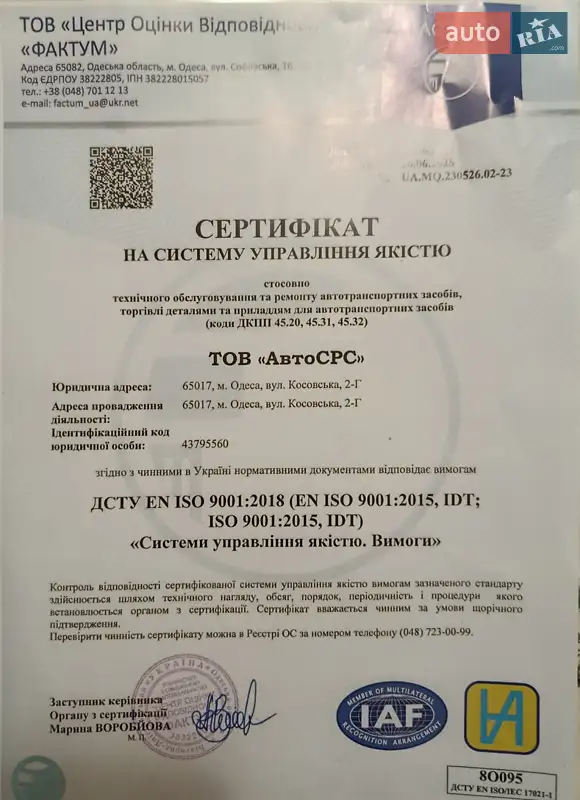 ТОВ «Центр Оцінки Відповідно
«ФАКТУМ»
Адреса 65082, Одеська область, м. Одеса, вул.
Код ЄДРПОУ 38222805, ІПН 382228015057
тел.: +38 (048) 701 12 13
e-mail: factum_ua@ukr.net
auto RIA .com
UA.MQ.230526.02-23
СЕРТИФІКАТ
НА СИСТЕМУ УПРАВЛІННЯ ЯКІСТЮ
стосовно
технічного обслуговування та ремонту автотранспортних засобів,
торгівлі деталями та приладдям для автотранспортних засобів
(коди ДКПП 45.20, 45.31, 45.32)
ТОВ «АвтоСРС»
Юридична адреса: 65017, м. Одеса, вул. Косовська, 2-Г
Адреса провадження 65017, м. Одеса, вул. Косовська, 2-Г
діяльності:
Ідентифікаційний код
юридичної особи: 43795560
згідно з чинними в Україні нормативними документами відповідає вимогам
ДСТУ EN ISO 9001:2018 (EN ISO 9001:2015, IDT;
ISO 9001:2015, IDT)
«Системи управління якістю. Вимоги»
Контроль відповідності сертифікованої системи управління якістю вимогам зазначеного стандарту
здійснюється шляхом технічного нагляду, обсяг, порядок, періодичність і процедури якого
встановлюється органом з сертифікації. Сертифікат вважається чинним за умови щорічного
підтвердження.
Перевірити чинність сертифікату можна в Реєстрі ОС за номером телефону (048) 723-00-99.
УКРАЇНА
Заступник керівника
Органу з сертифікації
Марина ВОРОБЙОВА
М.П.
MEMBER OF MULTILATERAL
IAF
RECOGNITION ARRANGEMENT
8О095
ДСТУ EN ISO/IEC 17021-1